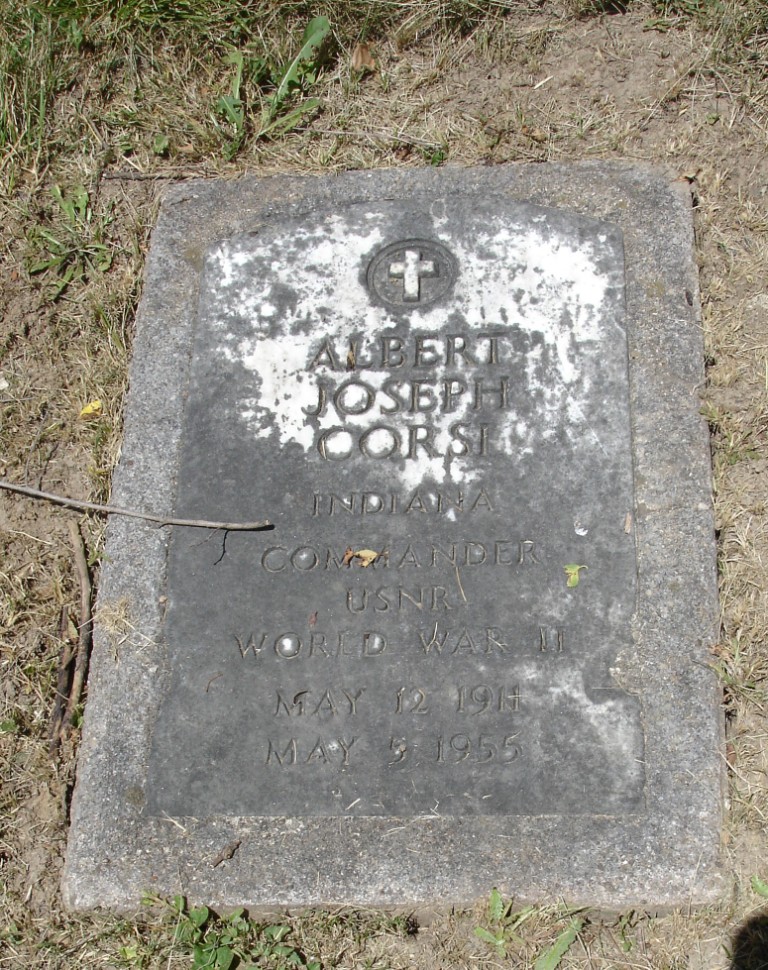 ALBERT
JOSEPH
CORSI
INDIANA
COMMANDER
USNR
WORLD WAR II
MAY 12 1911
MAY 5 1955